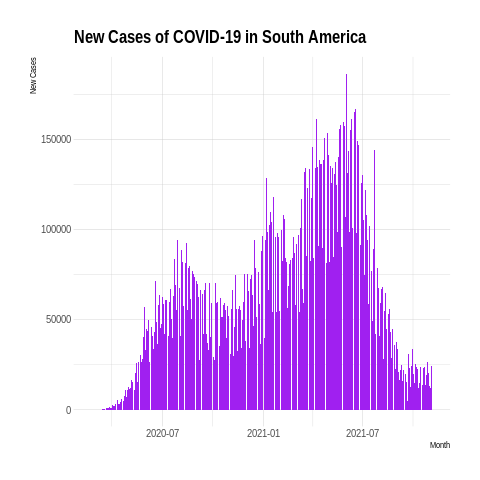 New Cases of COVID-19 in South America
New Cases
150000
100000
50000
0
2020-07
2021-01
2021-07
Month